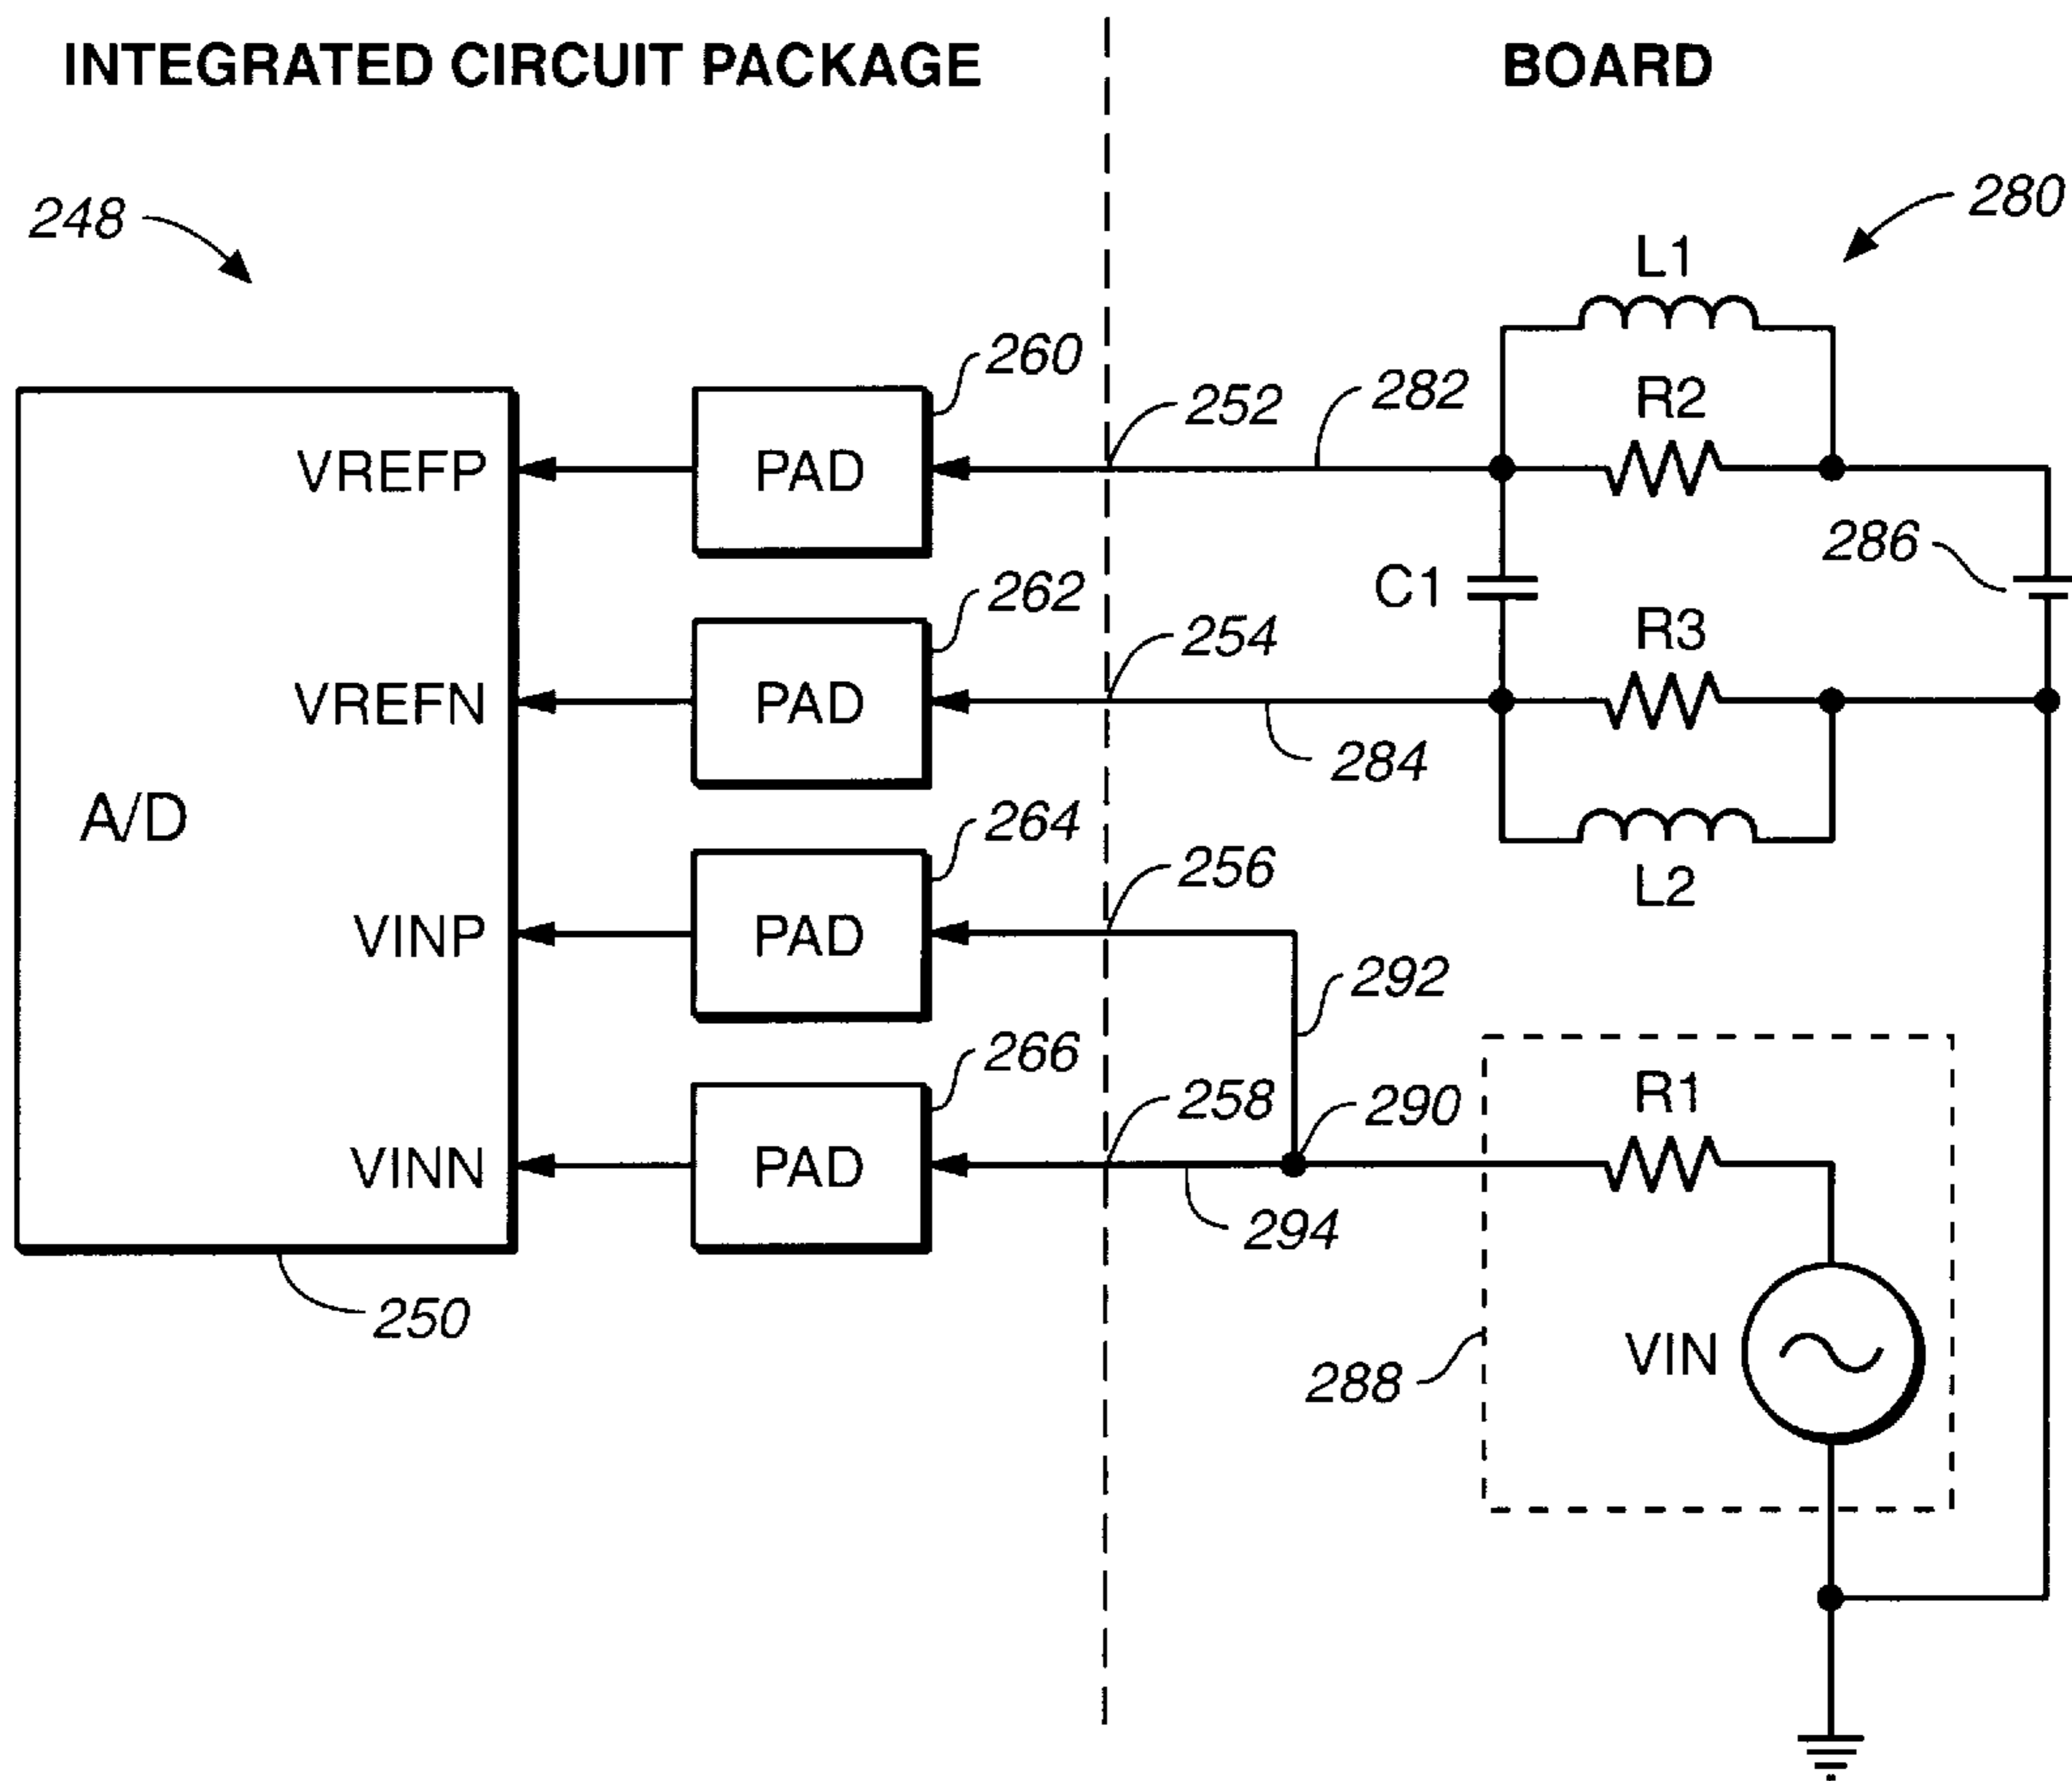 INTEGRATED CIRCUIT PACKAGE
BOARD
248
280
L1
260
252
282
R2
VREFP
PAD
286
262
C1
254
R3
VREFN
PAD
284
A/D
264
256
L2
VINP
PAD
292
266
258
290
R1
VINN
PAD
294
250
288
VIN